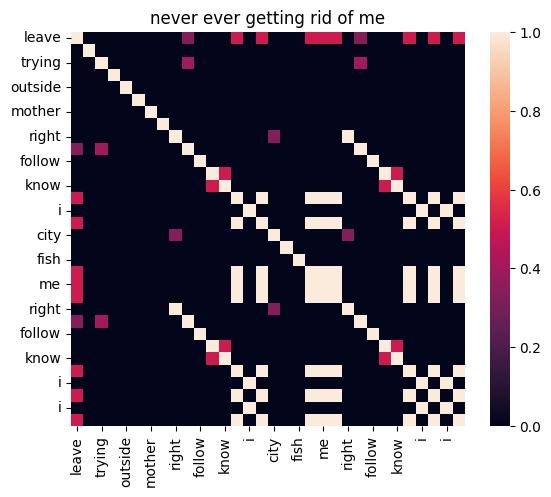 never ever getting rid of me
leave
trying
outside
mother
right
follow
know
i
city
fish
me
right
follow
know
i
i
leave
trying
outside
mother
right
follow
know
i
city
fish
me
right
follow
know
i
i
1.0
0.8
0.6
0.4
0.2
0.0